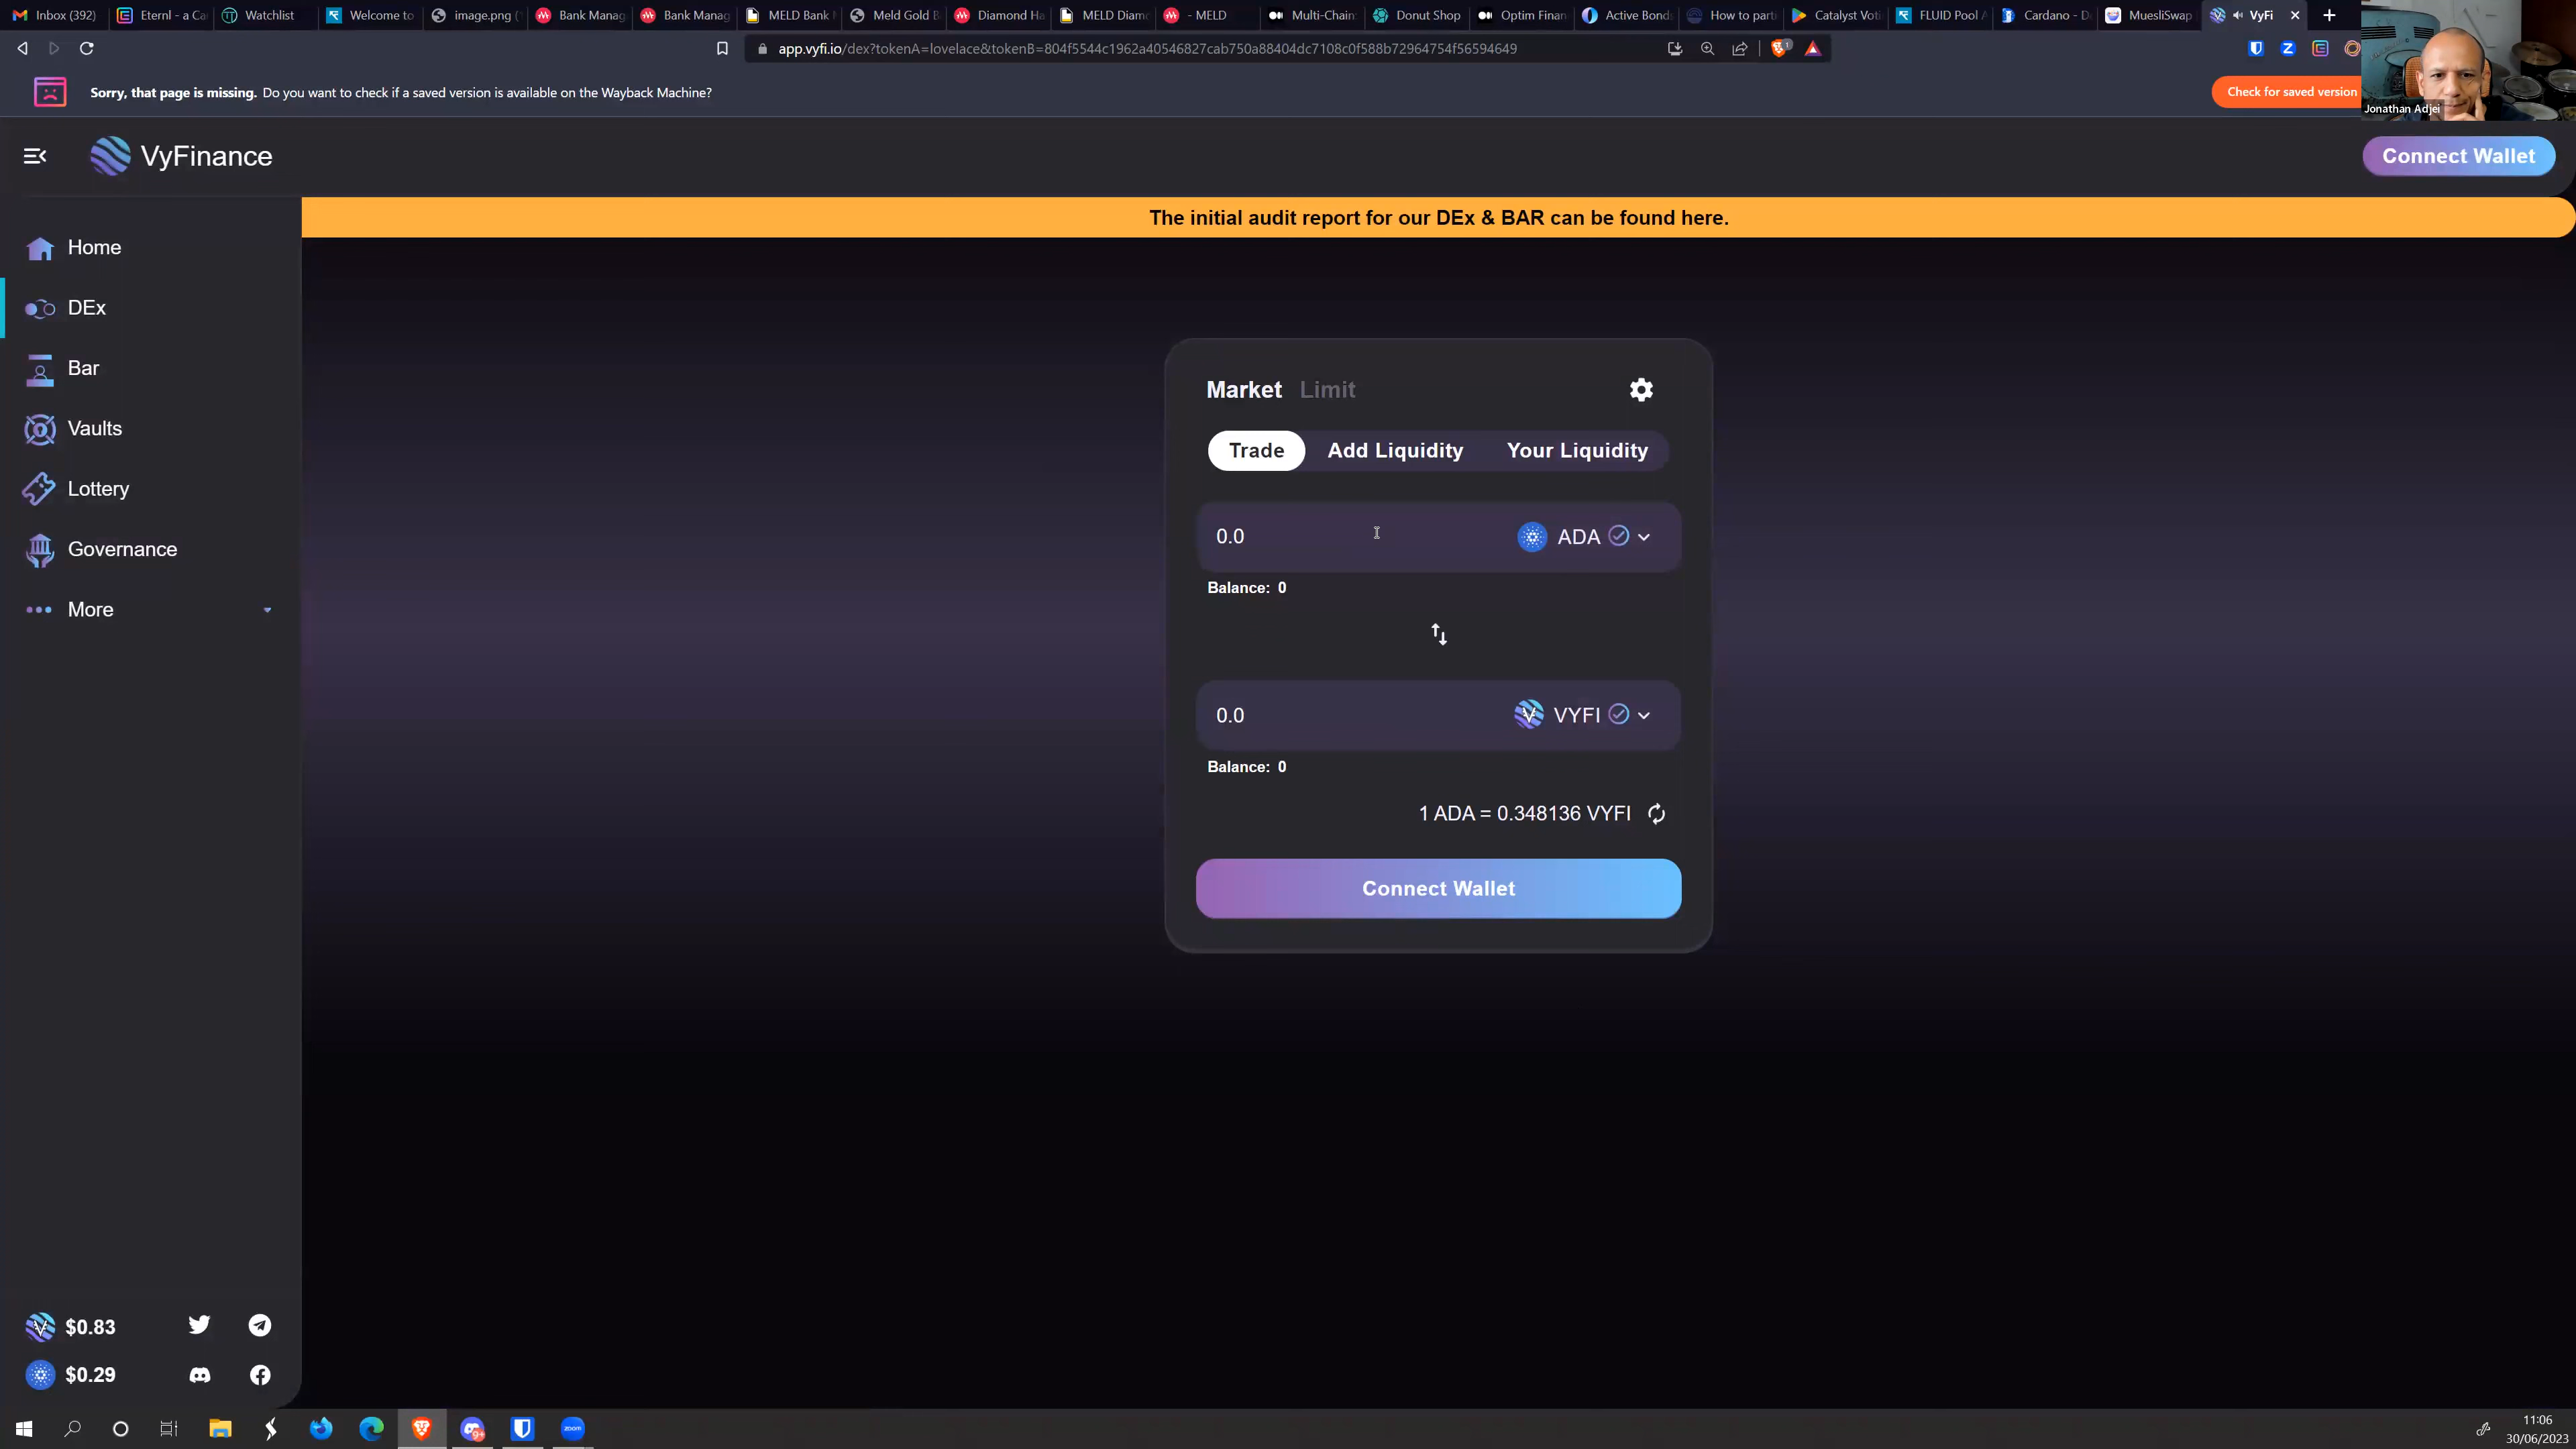 Inbox (392)
Eternl - a Ca
Watchlist
Welcome to
image.png (
Bank Manag
Bank Manag
MELD Bank
Meld Gold B
Diamond Ha
MELD Diamo
- MELD
Multi-Chain
Donut Shop
Optim Finan
Active Bond
How to parti
Catalyst Voti
FLUID Pool
Cardano - D
MuesliSwap
VyFi
app.vyfi.io/dex?tokenA=lovelace&tokenB=804f5544c1962a40546827cab750a88404dc7108c0f588b72964754f56594649
Sorry, that page is missing. Do you want to check if a saved version is available on the Wayback Machine?
Check for saved version
Jonathan Adjei
VyFinance
Connect Wallet
The initial audit report for our DEx & BAR can be found here.
Home
DEx
Bar
Vaults
Lottery
Governance
More
Market Limit
Trade Add Liquidity Your Liquidity
0.0 ADA
Balance: 0
0.0 VYFI
Balance: 0
1 ADA = 0.348136 VYFI
Connect Wallet
$0.83
$0.29
zoom
11:06
30/06/2023